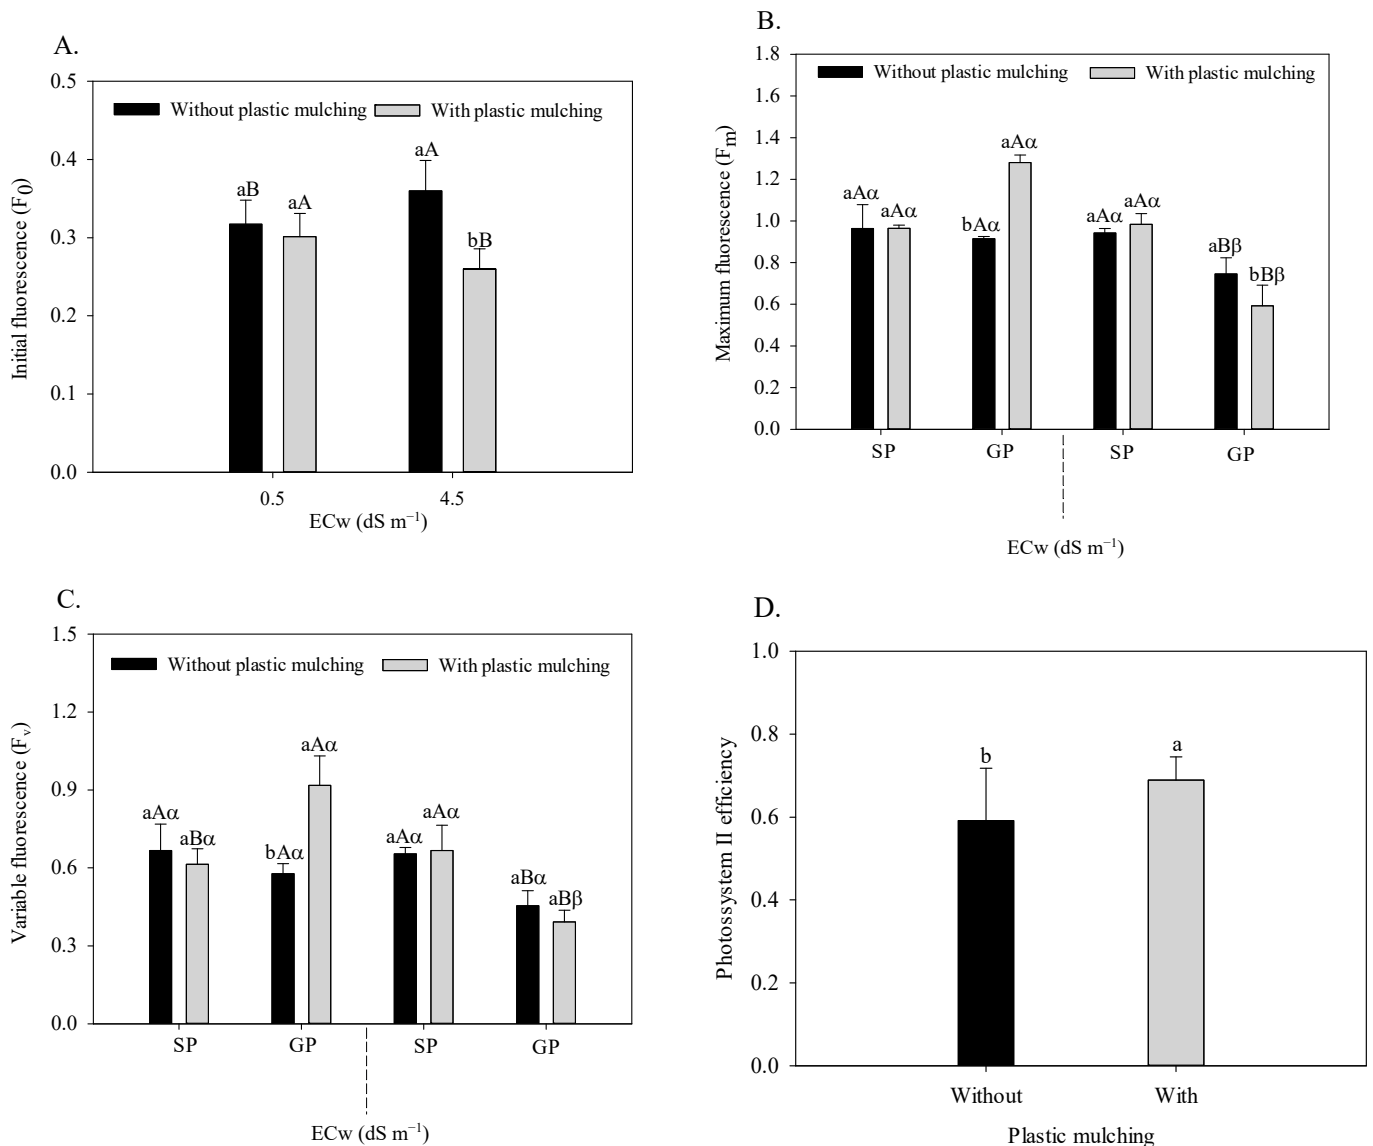 A.
0.5
0.4
0.3
0.2
0.1
0.0
Initial fluorescence (F0)
Without plastic mulching
With plastic mulching
aB
aA
aA
bB
0.5
4.5
ECw (dS m⁻¹)
B.
1.8
1.6
1.4
1.2
1.0
0.8
0.6
0.4
0.2
0.0
Maximum fluorescence (Fm)
Without plastic mulching
With plastic mulching
aAα
aAα
bAα
aAα
aAα
aAα
aBβ
bBβ
SP
GP
SP
GP
ECw (dS m⁻¹)
C.
1.5
1.2
0.9
0.6
0.3
0.0
Variable fluorescence (Fv)
Without plastic mulching
With plastic mulching
aAα
aBα
bAα
aAα
aAα
aAα
aBα
aBβ
SP
GP
SP
GP
ECw (dS m⁻¹)
D.
1.0
0.8
0.6
0.4
0.2
0.0
Photossystem II efficiency
b
a
Without
With
Plastic mulching